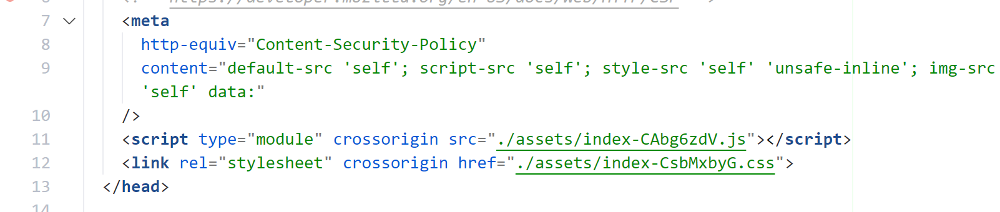 7 <meta
8 http-equiv="Content-Security-Policy"
9 content="default-src 'self'; script-src 'self'; style-src 'self' 'unsafe-inline'; img-src
'self' data:"
10 />
11 <script type="module" crossorigin src="./assets/index-CAbg6zdV.js"></script>
12 <link rel="stylesheet" crossorigin href="./assets/index-CsbMxbyG.css">
13 </head>
14